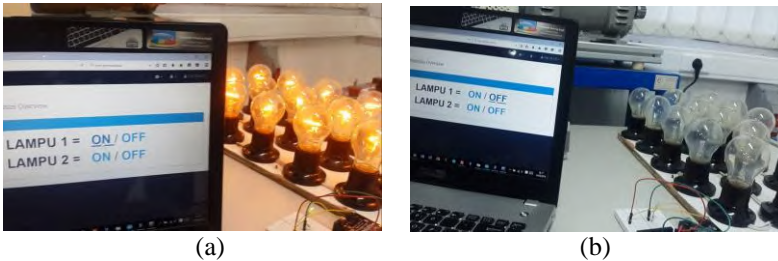 LAMPU 1 = ON / OFF
LAMPU 2 = ON / OFF
(a)
LAMPU 1 = ON / OFF
LAMPU 2 = ON / OFF
(b)